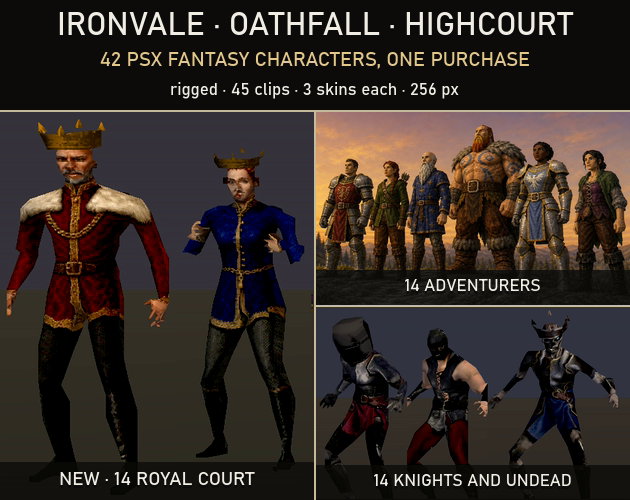 IRONVALE · OATHFALL · HIGHCOURT
42 PSX FANTASY CHARACTERS, ONE PURCHASE
rigged · 45 clips · 3 skins each · 256 px
14 ADVENTURERS
NEW · 14 ROYAL COURT
14 KNIGHTS AND UNDEAD